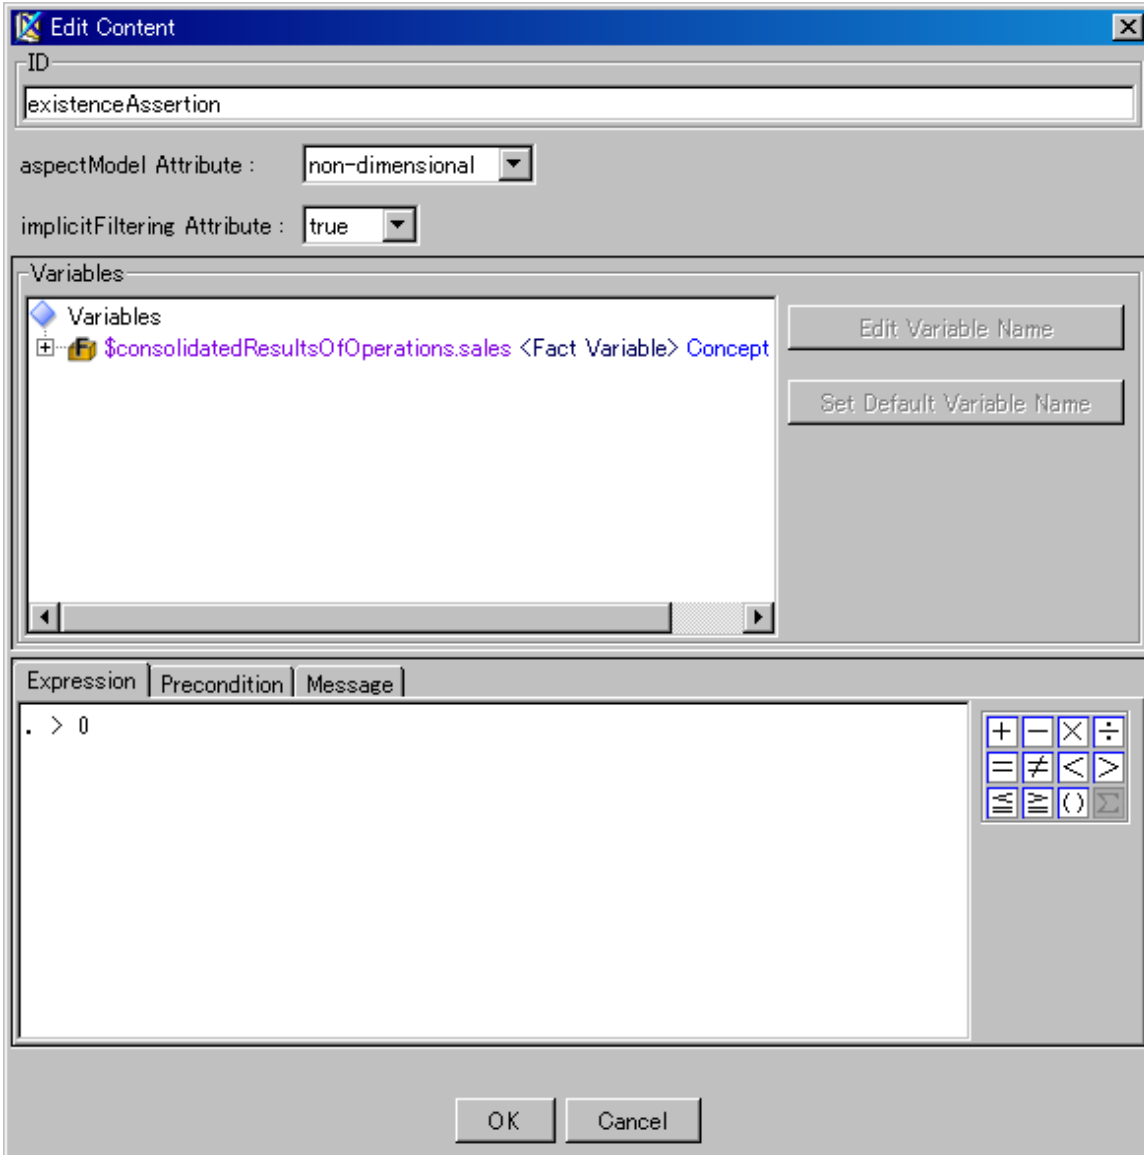 Edit Content
ID
existenceAssertion
aspectModel Attribute : non-dimensional
implicitFiltering Attribute : true
Variables
Variables
Edit Variable Name
$consolidatedResultsOfOperations.sales <Fact Variable> Concept
Set Default Variable Name
Expression Precondition Message
. > 0
+ − × ÷
= ≠ < >
≦ ≧ () Σ
OK Cancel